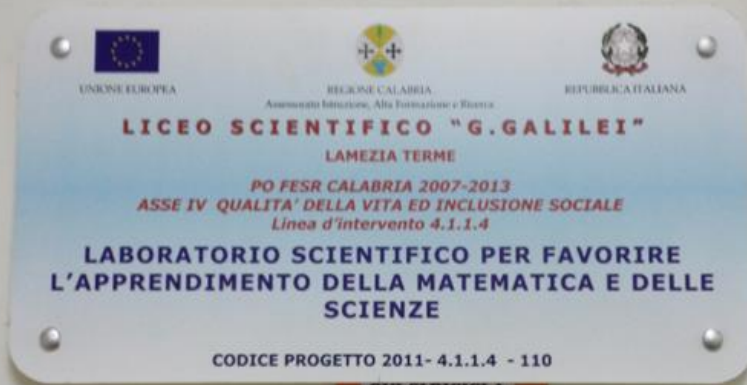 UNIONE EUROPEA
REGIONE CALABRIA
Assessorato Istruzione, Alta Formazione e Ricerca
REPUBBLICA ITALIANA
LICEO SCIENTIFICO "G.GALILEI"
LAMEZIA TERME
PO FESR CALABRIA 2007-2013
ASSE IV QUALITA' DELLA VITA ED INCLUSIONE SOCIALE
Linea d'intervento 4.1.1.4
LABORATORIO SCIENTIFICO PER FAVORIRE
L'APPRENDIMENTO DELLA MATEMATICA E DELLE
SCIENZE
CODICE PROGETTO 2011- 4.1.1.4 - 110